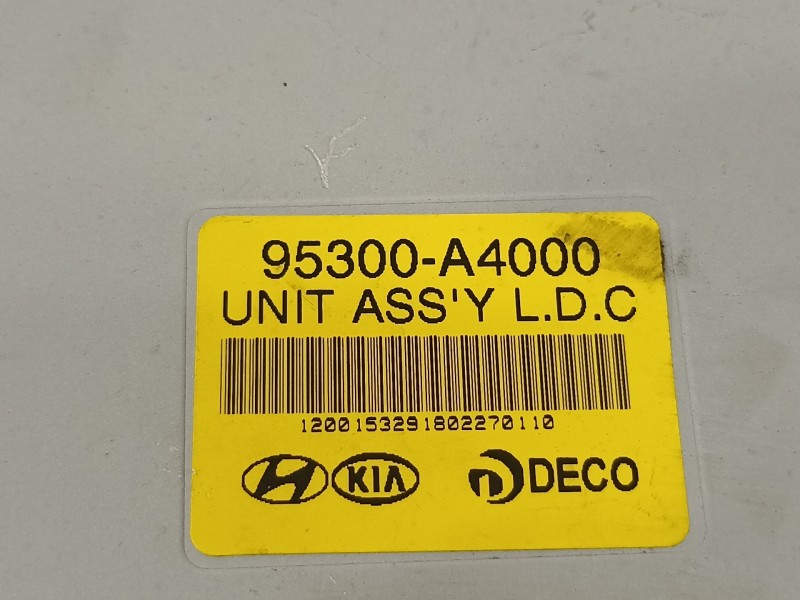 95300-A4000
UNIT ASS'Y L.D.C
1200153291802270110
KIA DECO